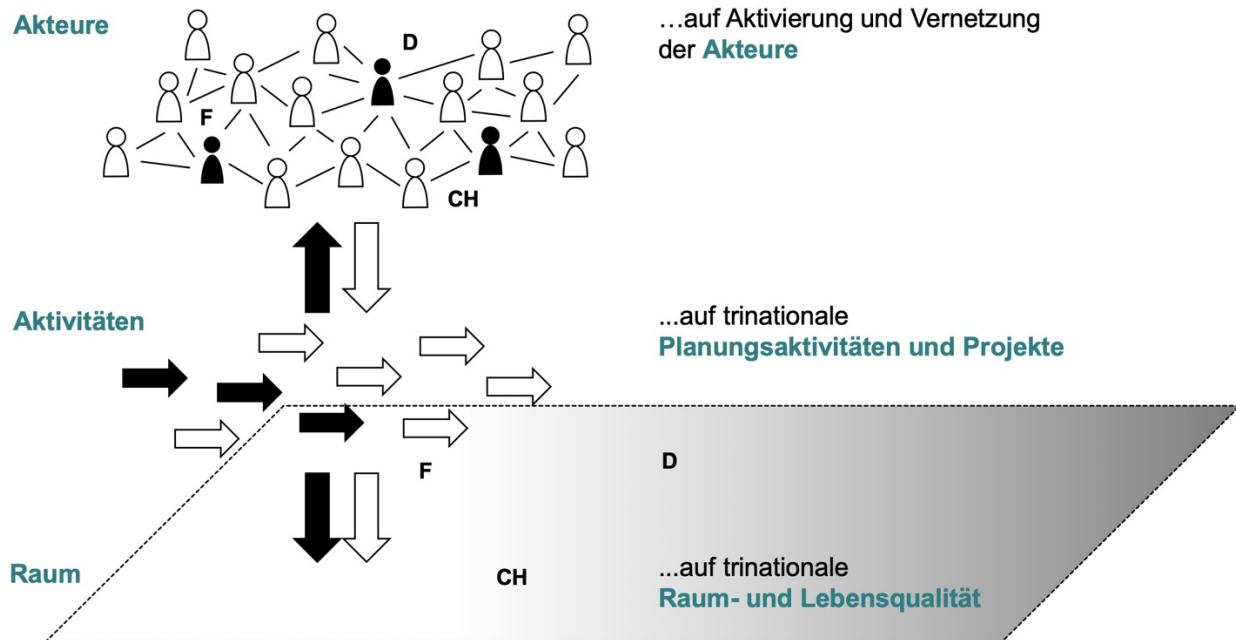 Akteure
D
F
CH
…auf Aktivierung und Vernetzung
der Akteure
Aktivitäten
...auf trinationale
Planungsaktivitäten und Projekte
F
D
Raum
CH
...auf trinationale
Raum- und Lebensqualität